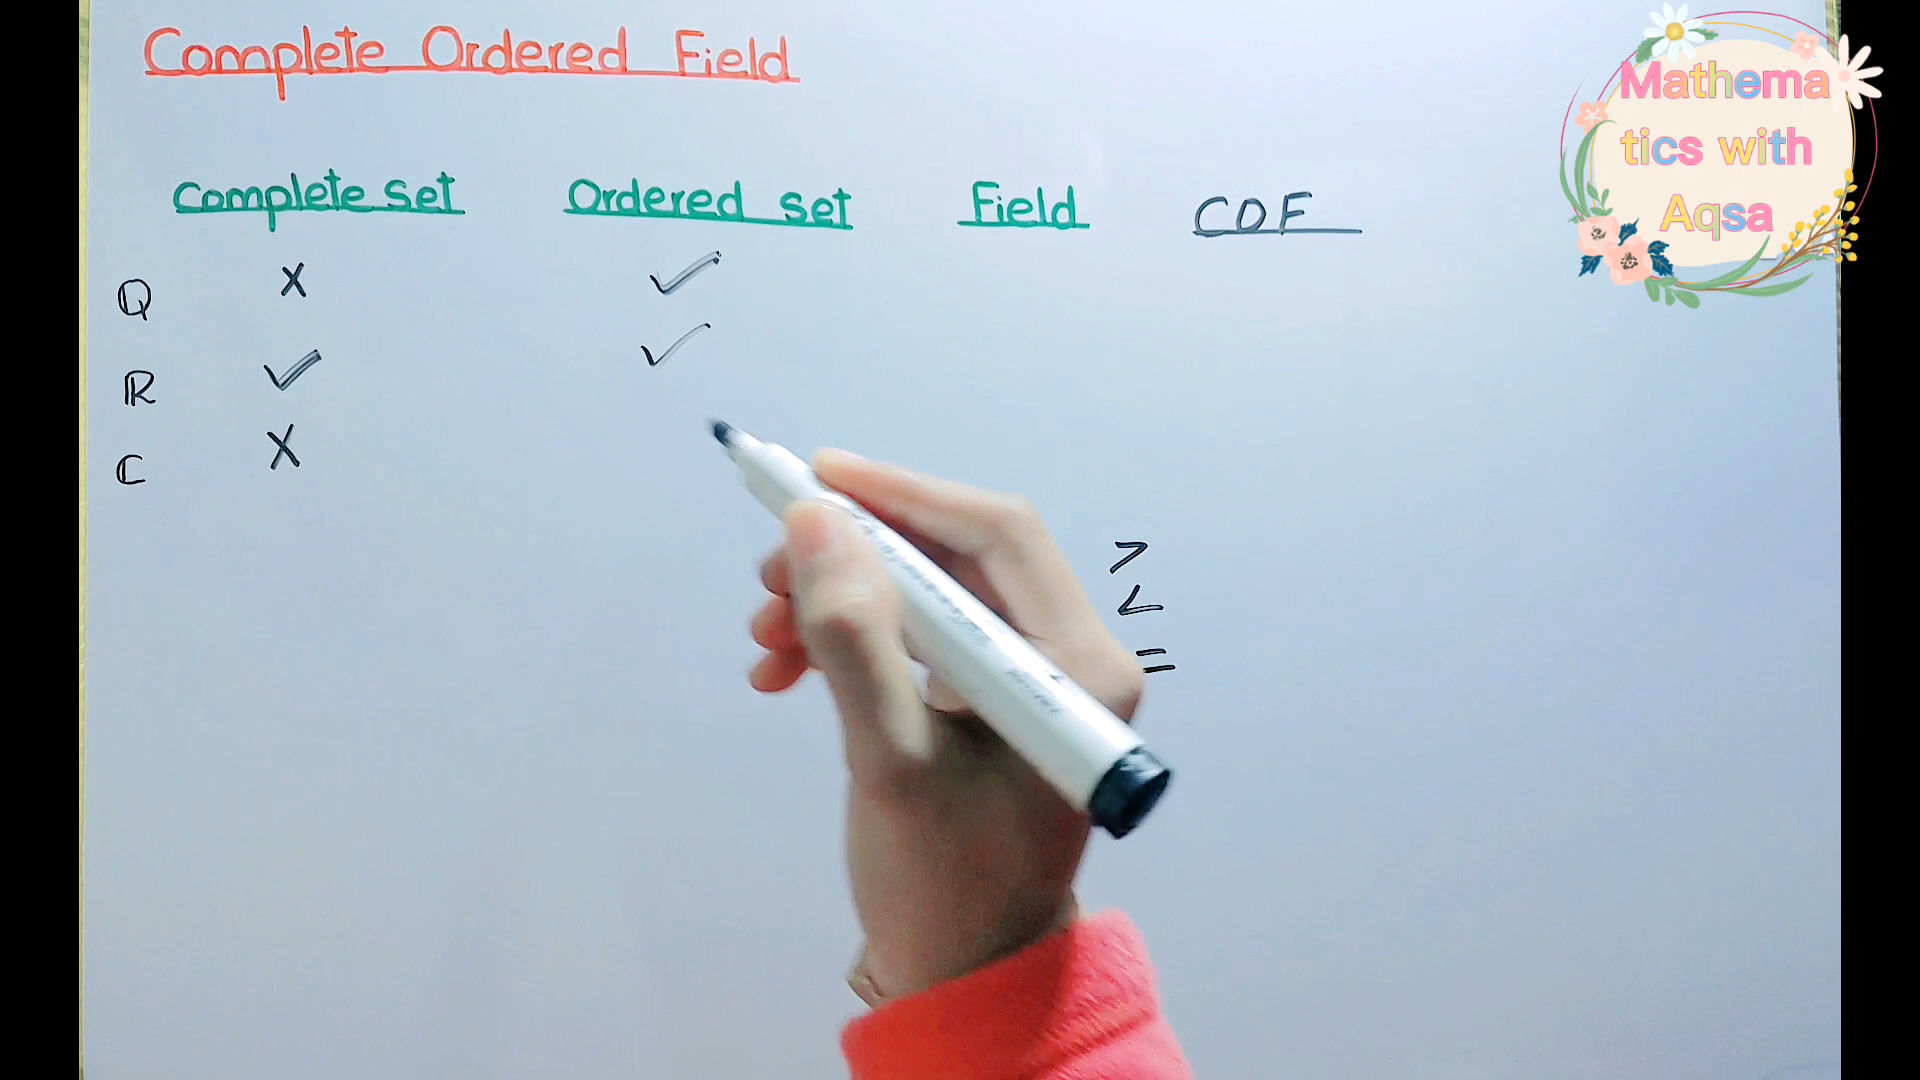 Complete Ordered Field
Complete set Ordered set Field COF
Q X ✓
R ✓ ✓
C X
>
<
=
Mathema
tics with
Aqsa